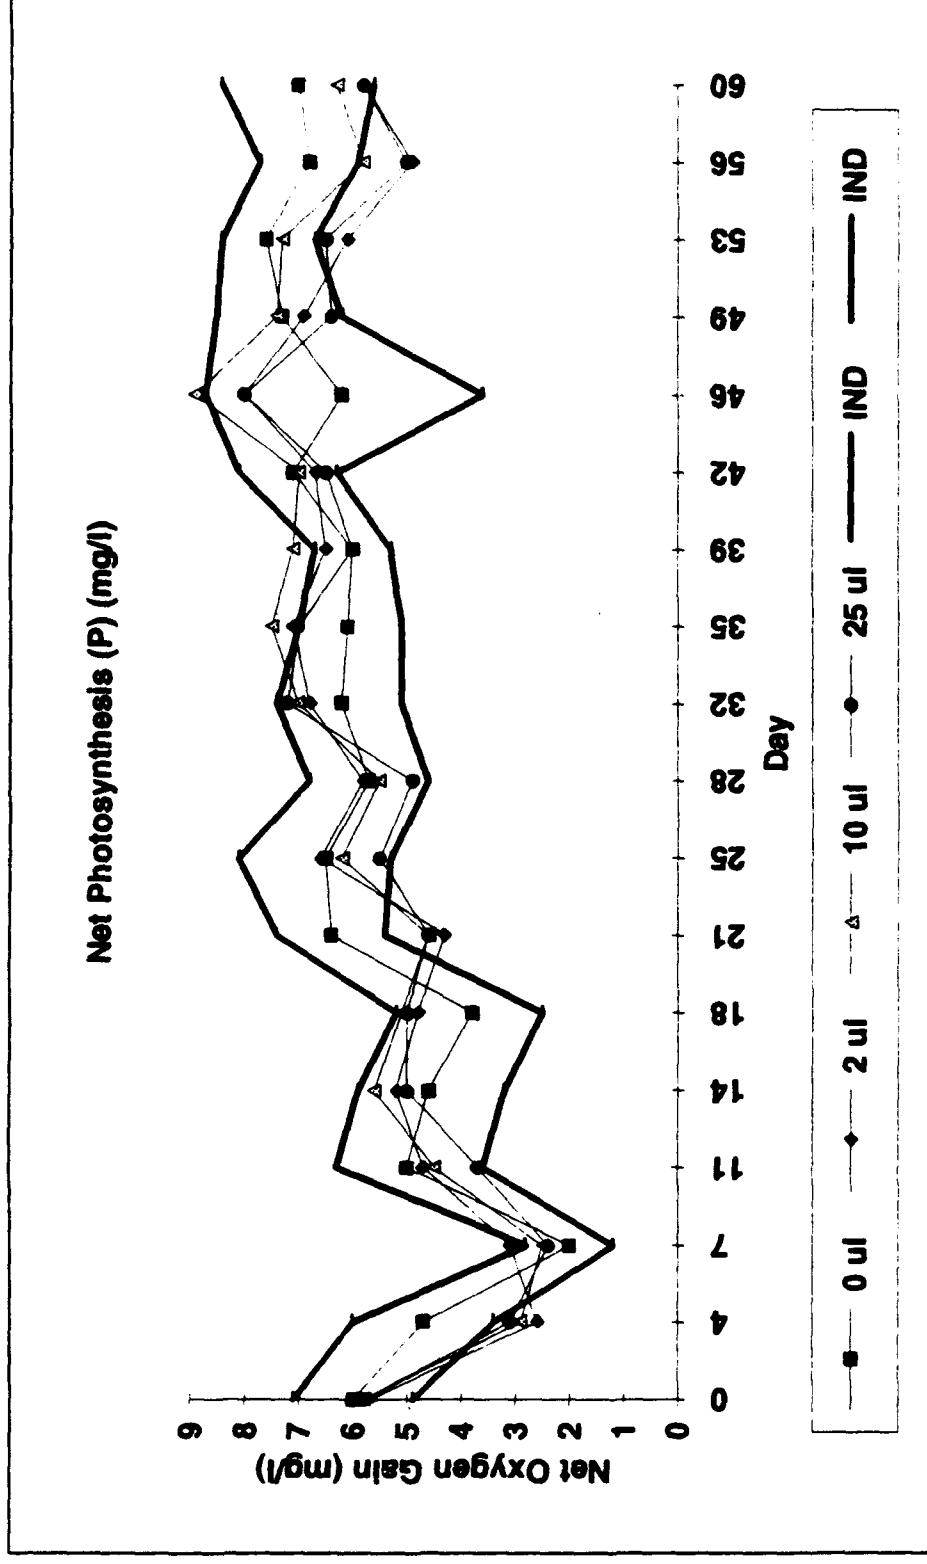 Net Photosynthesis (P) (mg/l)
Net Oxygen Gain (mg/l)
9
8
7
6
5
4
3
2
1
0
0 4 7 11 14 18 21 25 28 32 35 39 42 46 49 53 56 60
Day
0 ul 2 ul 10 ul 25 ul IND IND